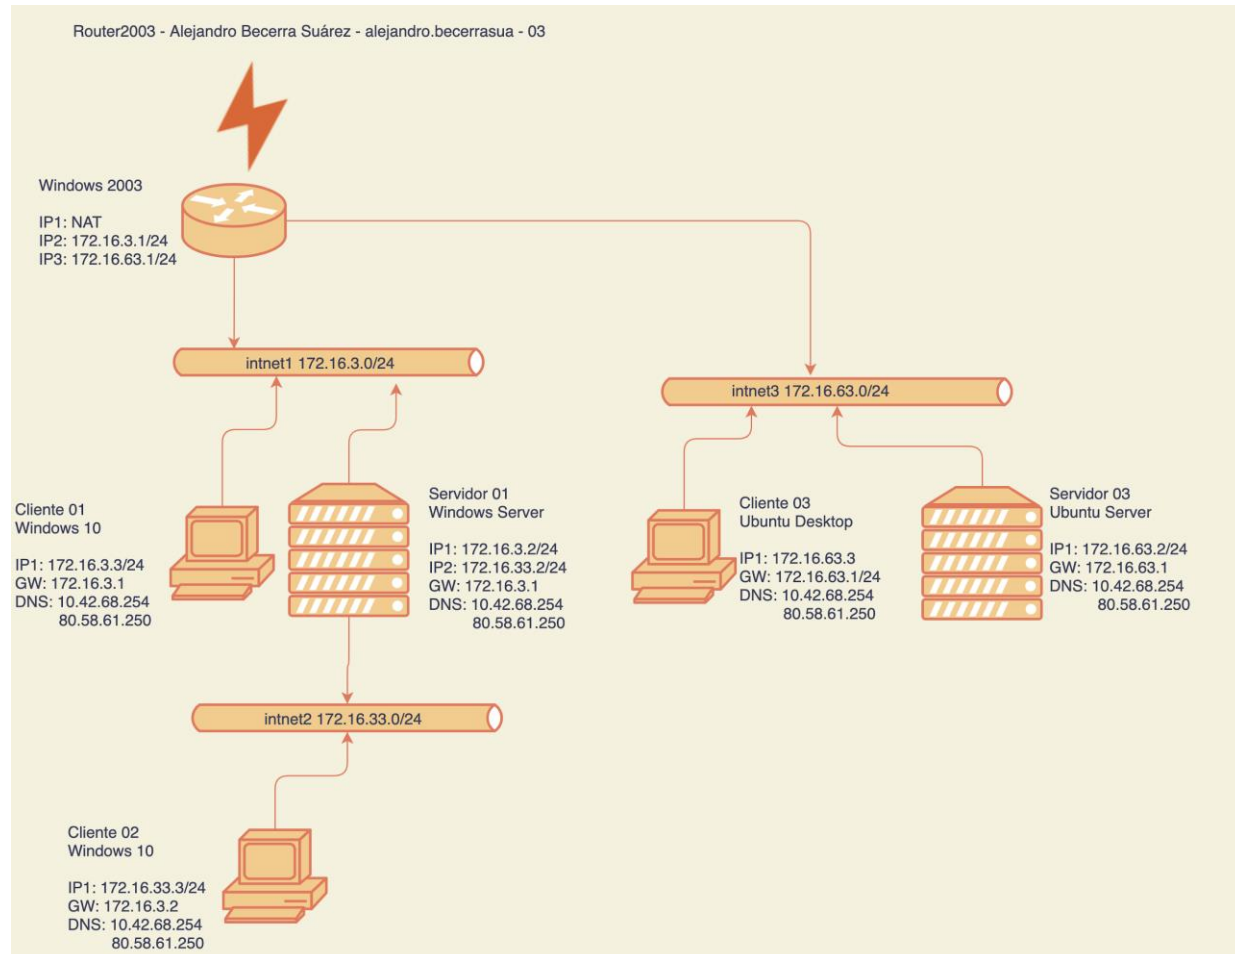 Router2003 - Alejandro Becerra Suárez - alejandro.becerrasua - 03
Windows 2003
IP1: NAT
IP2: 172.16.3.1/24
IP3: 172.16.63.1/24
intnet1 172.16.3.0/24
intnet3 172.16.63.0/24
Cliente 01
Windows 10
IP1: 172.16.3.3/24
GW: 172.16.3.1
DNS: 10.42.68.254
80.58.61.250
Servidor 01
Windows Server
IP1: 172.16.3.2/24
IP2: 172.16.33.2/24
GW: 172.16.3.1
DNS: 10.42.68.254
80.58.61.250
Cliente 03
Ubuntu Desktop
IP1: 172.16.63.3
GW: 172.16.63.1/24
DNS: 10.42.68.254
80.58.61.250
Servidor 03
Ubuntu Server
IP1: 172.16.63.2/24
GW: 172.16.63.1
DNS: 10.42.68.254
80.58.61.250
intnet2 172.16.33.0/24
Cliente 02
Windows 10
IP1: 172.16.33.3/24
GW: 172.16.3.2
DNS: 10.42.68.254
80.58.61.250